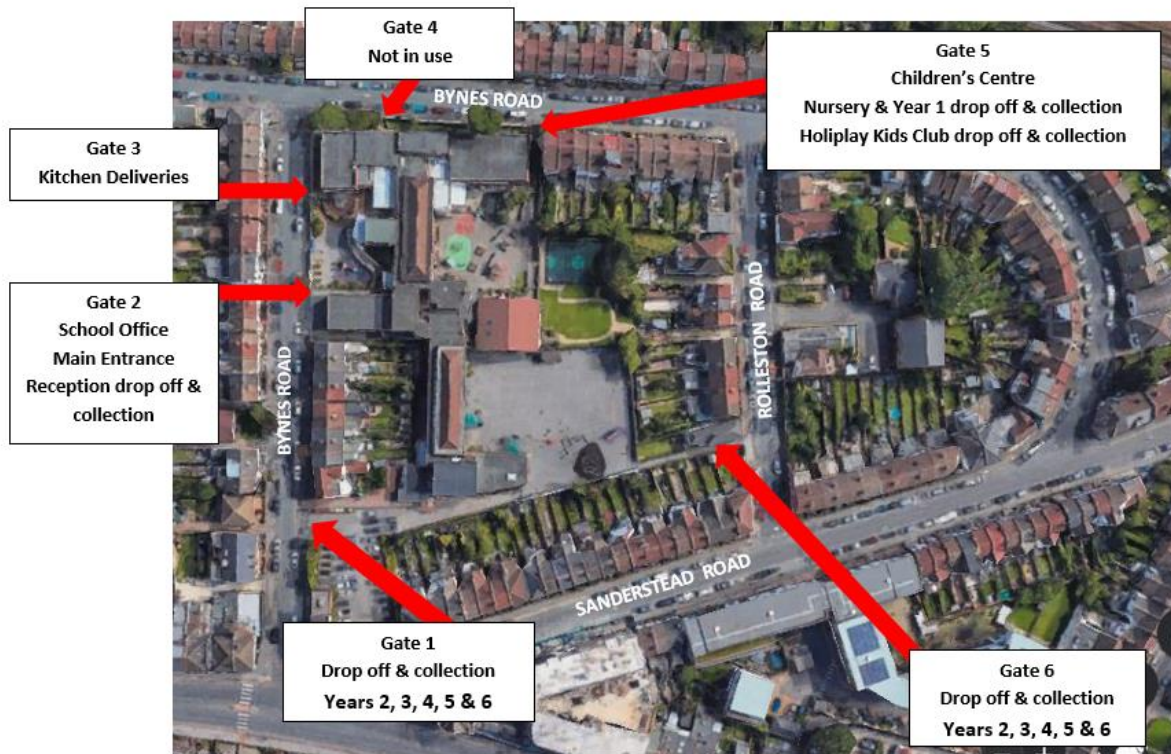 Gate 4
Not in use
Gate 5
Children's Centre
Nursery & Year 1 drop off & collection
Holiplay Kids Club drop off & collection
BYNES ROAD
Gate 3
Kitchen Deliveries
Gate 2
School Office
Main Entrance
Reception drop off &
collection
BYNES ROAD
ROLLESTON ROAD
SANDERSTEAD ROAD
Gate 1
Drop off & collection
Years 2, 3, 4, 5 & 6
Gate 6
Drop off & collection
Years 2, 3, 4, 5 & 6